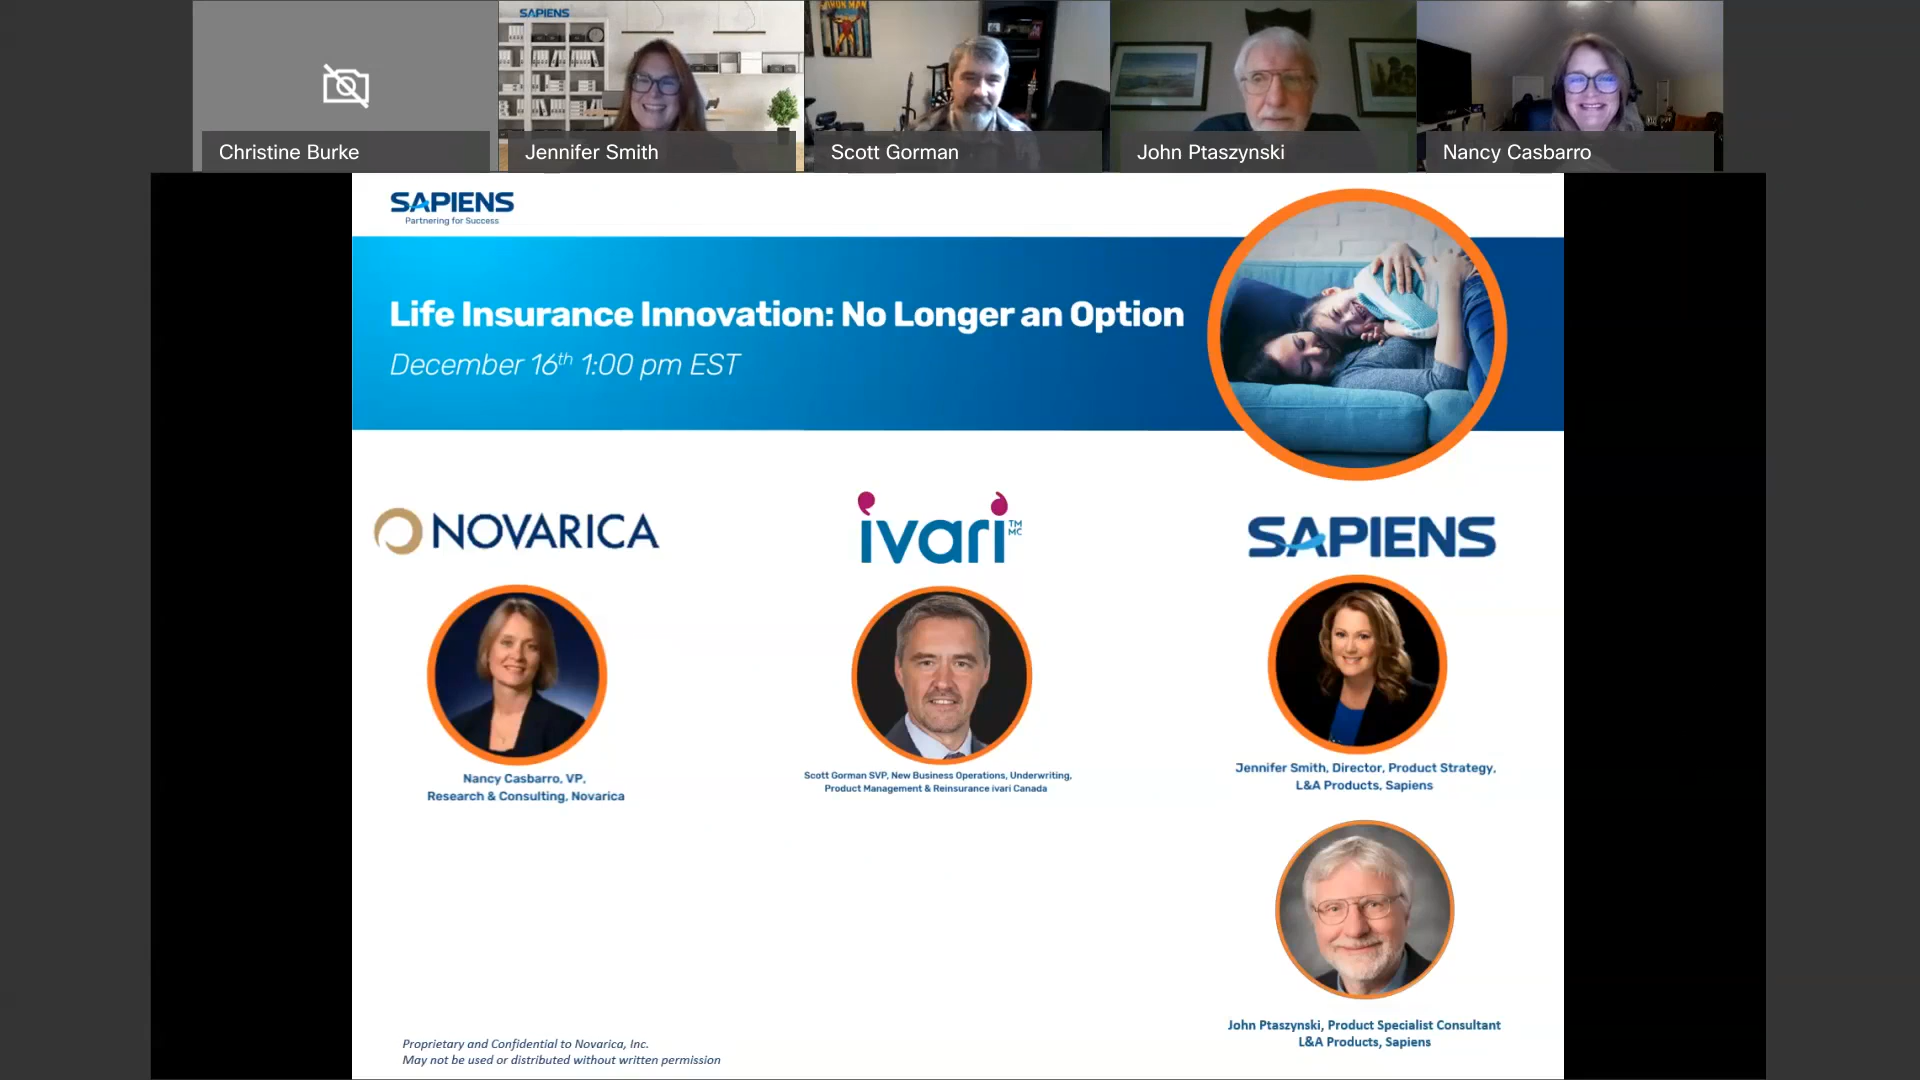 SAPIENS
IRON MAN
Christine Burke
Jennifer Smith
Scott Gorman
John Ptaszynski
Nancy Casbarro
SAPIENS
Partnering for Success
Life Insurance Innovation: No Longer an Option
December 16th 1:00 pm EST
NOVARICA
ivari TM
MC
SAPIENS
Nancy Casbarro, VP,
Research & Consulting, Novarica
Scott Gorman SVP, New Business Operations, Underwriting,
Product Management & Reinsurance ivari Canada
Jennifer Smith, Director, Product Strategy,
L&A Products, Sapiens
John Ptaszynski, Product Specialist Consultant
L&A Products, Sapiens
Proprietary and Confidential to Novarica, Inc.
May not be used or distributed without written permission